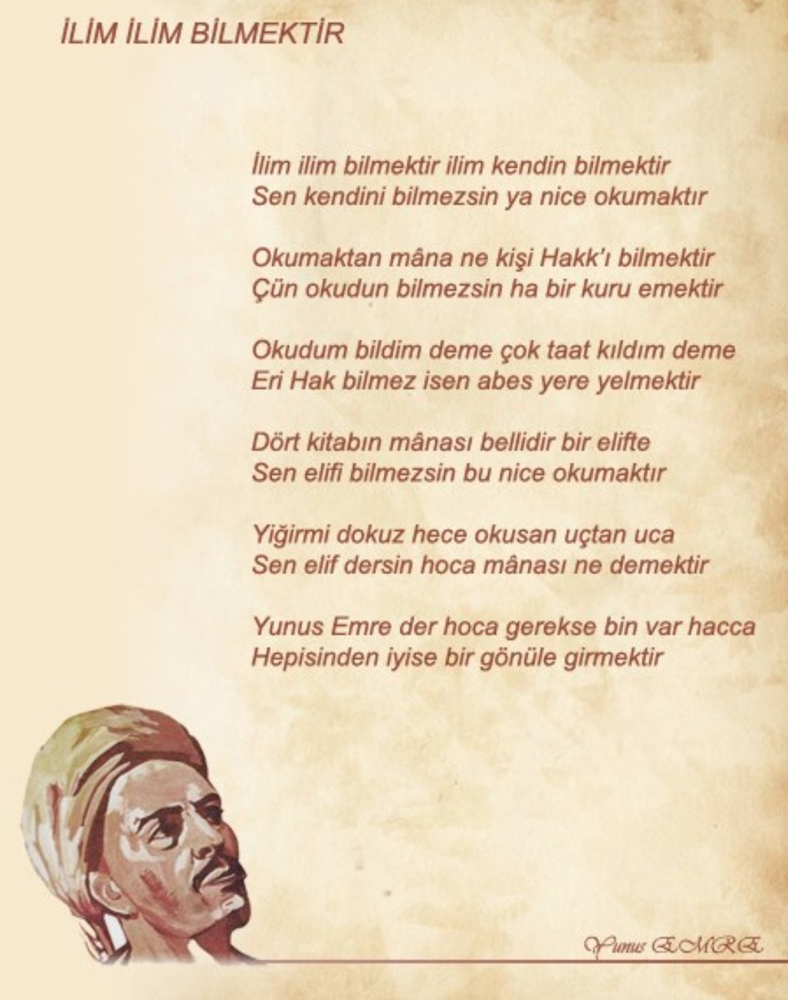 İLİM İLİM BİLMEKTİR
İlim ilim bilmektir ilim kendin bilmektir
Sen kendini bilmezsin ya nice okumaktır
Okumaktan mâna ne kişi Hakk'ı bilmektir
Çün okudun bilmezsin ha bir kuru emektir
Okudum bildim deme çok taat kıldım deme
Eri Hak bilmez isen abes yere yelmektir
Dört kitabın mânası bellidir bir elifte
Sen elifi bilmezsin bu nice okumaktır
Yiğirmi dokuz hece okusan uçtan uca
Sen elif dersin hoca mânası ne demektir
Yunus Emre der hoca gerekse bin var hacca
Hepisinden iyise bir gönüle girmektir
Yunus EMRE